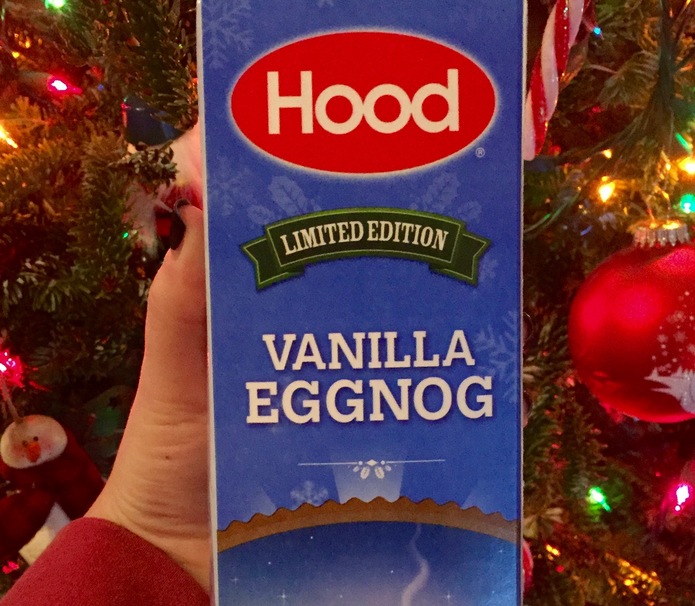 Hood
®
LIMITED EDITION
VANILLA
EGGNOG